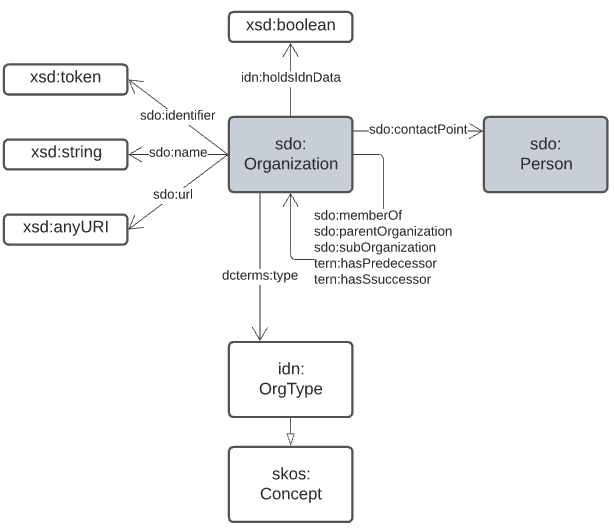 xsd:boolean
idn:holdsIdnData
xsd:token
sdo:identifier
xsd:string
sdo:name
sdo:url
xsd:anyURI
sdo:
Organization
sdo:contactPoint
sdo:
Person
sdo:memberOf
sdo:parentOrganization
sdo:subOrganization
tern:hasPredecessor
tern:hasSsuccessor
dcterms:type
idn:
OrgType
skos:
Concept